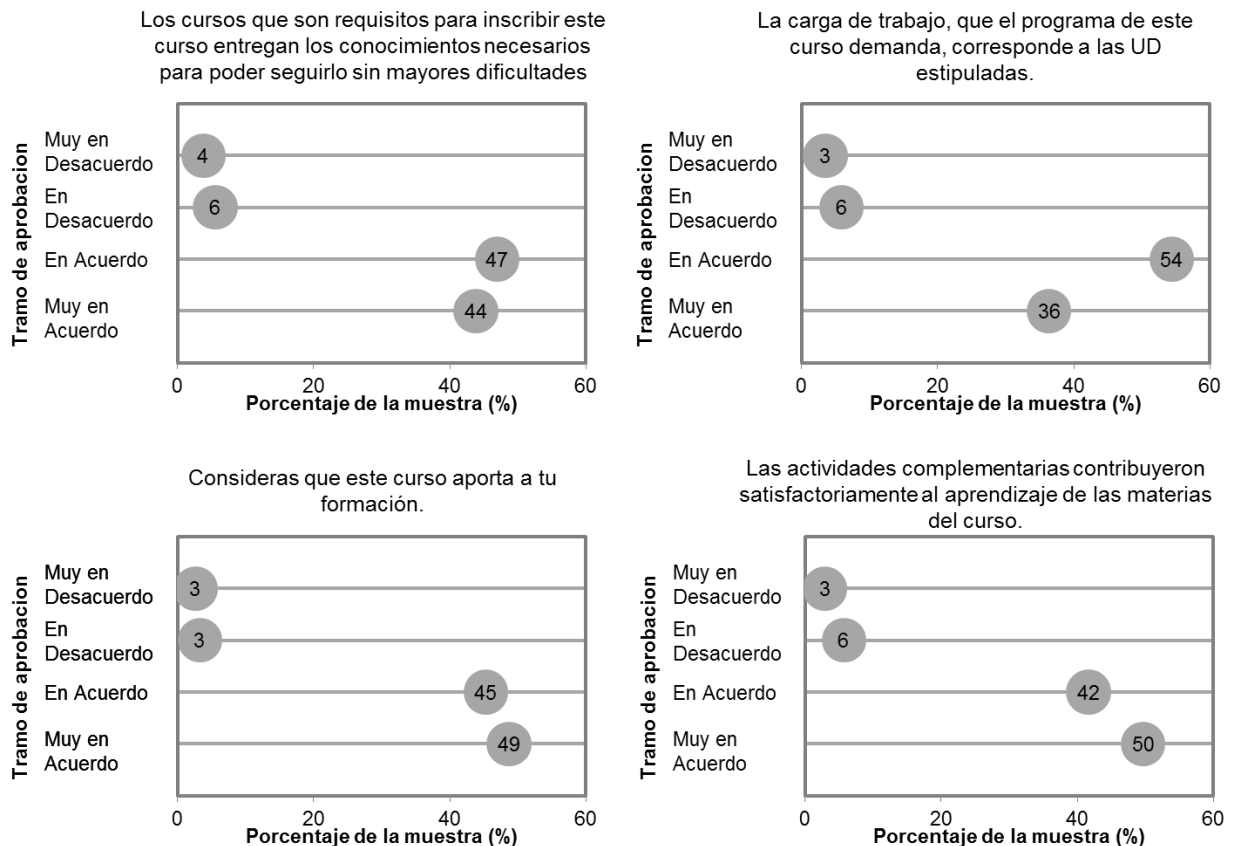 Los cursos que son requisitos para inscribir este
curso entregan los conocimientos necesarios
para poder seguirlo sin mayores dificultades
Tramo de aprobacion
Muy en
Desacuerdo
4
En
Desacuerdo
6
En Acuerdo
47
Muy en
Acuerdo
44
0 20 40 60
Porcentaje de la muestra (%)
La carga de trabajo, que el programa de este
curso demanda, corresponde a las UD
estipuladas.
Tramo de aprobacion
Muy en
Desacuerdo
3
En
Desacuerdo
6
En Acuerdo
54
Muy en
Acuerdo
36
0 20 40 60
Porcentaje de la muestra (%)
Consideras que este curso aporta a tu
formación.
Tramo de aprobacion
Muy en
Desacuerdo
3
En
Desacuerdo
3
En Acuerdo
45
Muy en
Acuerdo
49
0 20 40 60
Porcentaje de la muestra (%)
Las actividades complementarias contribuyeron
satisfactoriamente al aprendizaje de las materias
del curso.
Tramo de aprobacion
Muy en
Desacuerdo
3
En
Desacuerdo
6
En Acuerdo
42
Muy en
Acuerdo
50
0 20 40 60
Porcentaje de la muestra (%)